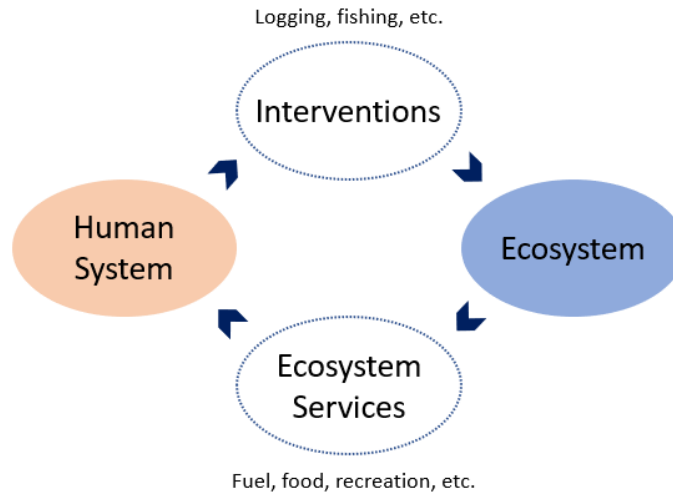 Logging, fishing, etc.
Interventions
Human
System
Ecosystem
Ecosystem
Services
Fuel, food, recreation, etc.